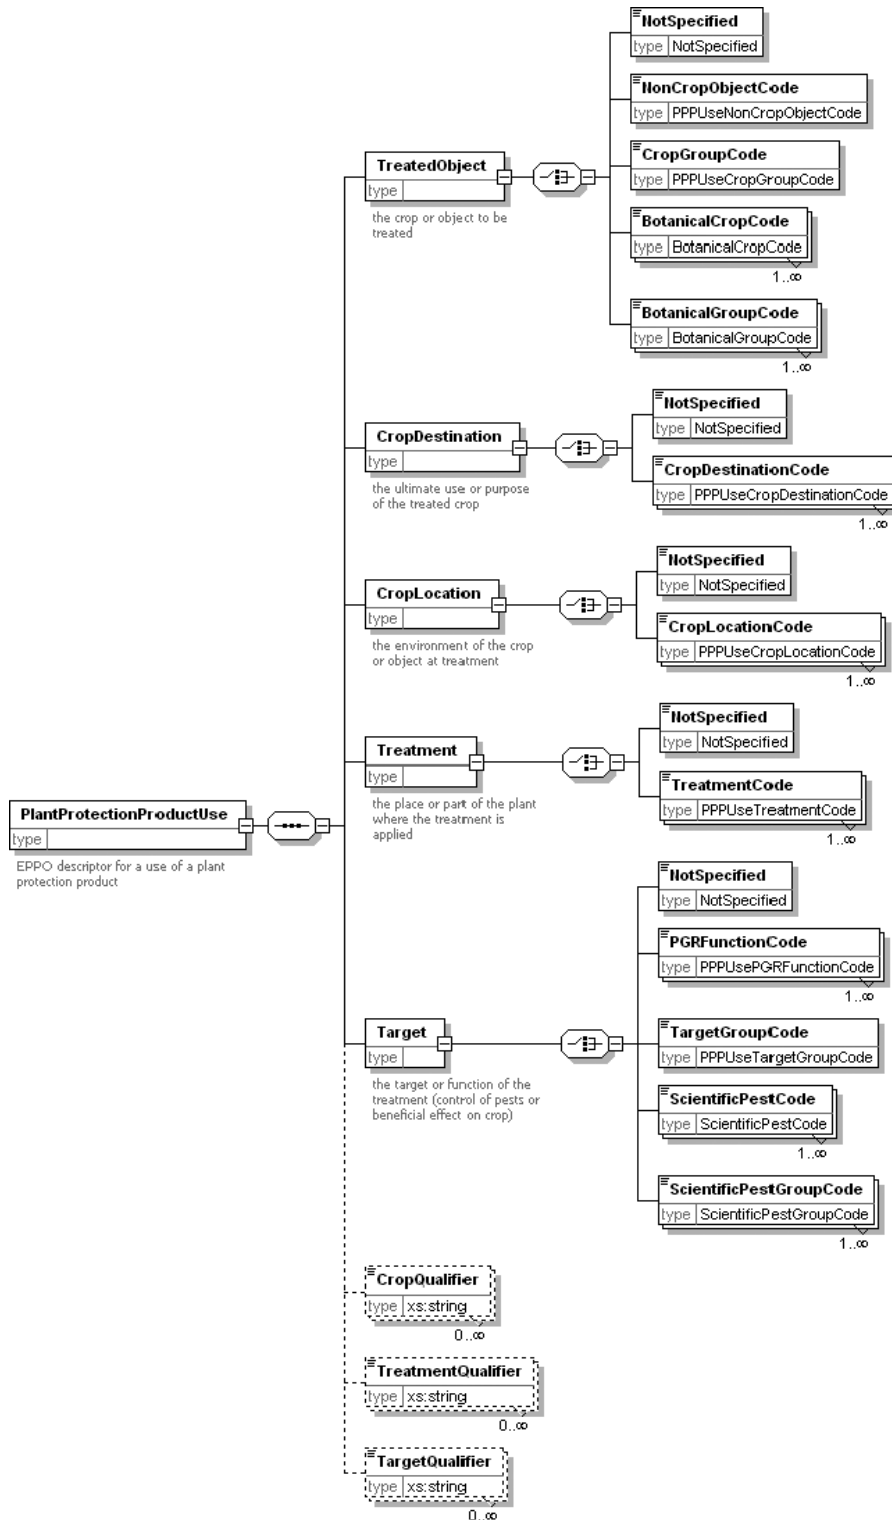 NotSpecified
type NotSpecified
NonCropObjectCode
type PPPUseNonCropObjectCode
CropGroupCode
type PPPUseCropGroupCode
BotanicalCropCode
type BotanicalCropCode
1..∞
BotanicalGroupCode
type BotanicalGroupCode
1..∞
TreatedObject
type
the crop or object to be
treated
CropDestination
type
the ultimate use or purpose
of the treated crop
NotSpecified
type NotSpecified
CropDestinationCode
type PPPUseCropDestinationCode
1..∞
CropLocation
type
the environment of the crop
or object at treatment
NotSpecified
type NotSpecified
CropLocationCode
type PPPUseCropLocationCode
1..∞
Treatment
type
the place or part of the plant
where the treatment is
applied
NotSpecified
type NotSpecified
TreatmentCode
type PPPUseTreatmentCode
1..∞
PlantProtectionProductUse
type
EPPO descriptor for a use of a plant
protection product
Target
type
the target or function of the
treatment (control of pests or
beneficial effect on crop)
NotSpecified
type NotSpecified
PGRFunctionCode
type PPPUsePGRFunctionCode
1..∞
TargetGroupCode
type PPPUseTargetGroupCode
ScientificPestCode
type ScientificPestCode
1..∞
ScientificPestGroupCode
type ScientificPestGroupCode
1..∞
CropQualifier
type xs:string
0..∞
TreatmentQualifier
type xs:string
0..∞
TargetQualifier
type xs:string
0..∞